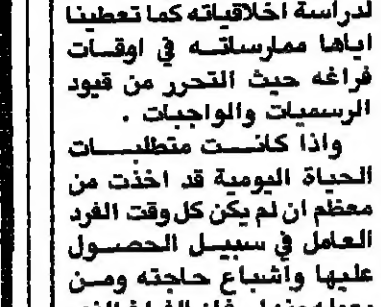 لدراسة اخلاقياته كما تعطينا
اياها ممارساته في اوقات
فراغه حيث التحرر من قيود
الرسميات والواجبات .
واذا كانت متطلبات
الحياة اليومية قد اخذت من
معظم ان لم يكن كل وقت الفرد
العامل في سبيل الحصول
عليها واشباع حاجته ومن